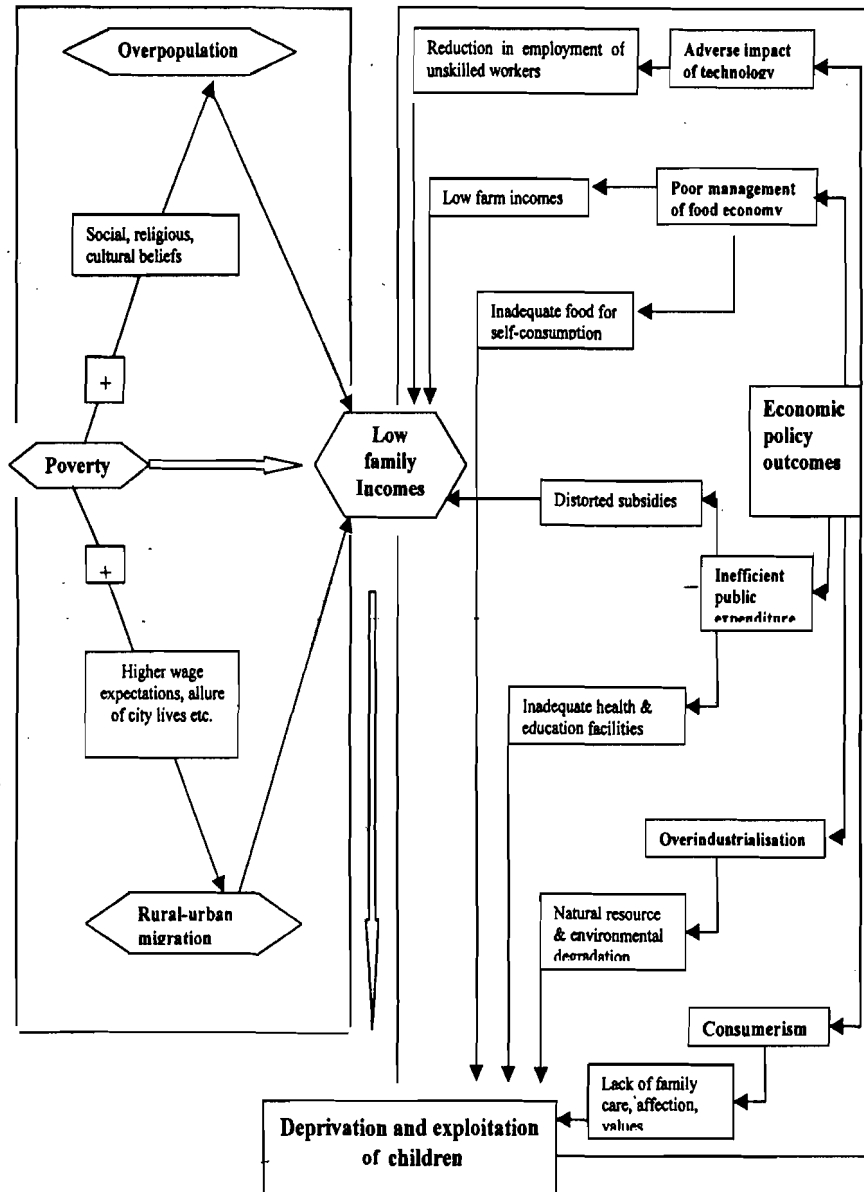 Overpopulation
Social, religious,
cultural beliefs
+
Poverty
+
Higher wage
expectations, allure
of city lives etc.
Rural-urban
migration
Low
family
Incomes
Reduction in employment of
unskilled workers
Adverse impact
of technology
Low farm incomes
Poor management
of food economy
Inadequate food for
self-consumption
Economic
policy
outcomes
Distorted subsidies
Inefficient
public
expenditure
Inadequate health &
education facilities
Overindustrialisation
Natural resource
& environmental
degradation
Consumerism
Lack of family
care, affection,
values
Deprivation and exploitation
of children